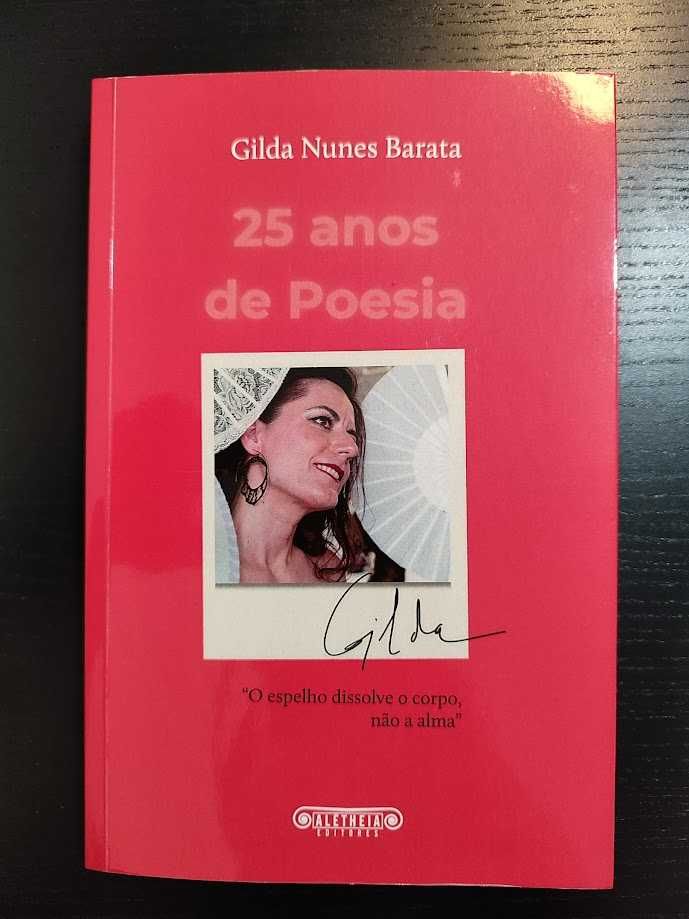 Gilda Nunes Barata
25 anos
de Poesia
Gilda
“O espelho dissolve o corpo,
não a alma”
ALETHEIA
EDITORES